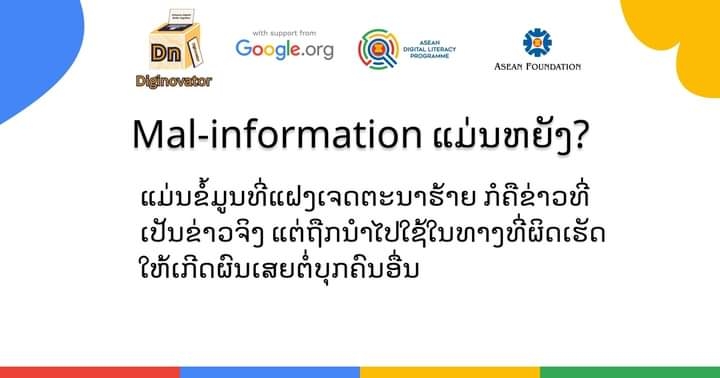 Dn
Diginovator
with support from
Google.org
ASEAN
DIGITAL LITERACY
PROGRAMME
ASEAN FOUNDATION
Mal-information ແມ່ນຫຍັງ?
ແມ່ນຂໍ້ມູນທີ່ແຝງເຈດຕະນາຮ້າຍ ກໍຄືຂ່າວທີ່
ເປັນຂ່າວຈິງ ແຕ່ຖືກນຳໄປໃຊ້ໃນທາງທີ່ຜິດເຮັດ
ໃຫ້ເກີດຜົນເສຍຕໍ່ບຸກຄົນອື່ນ